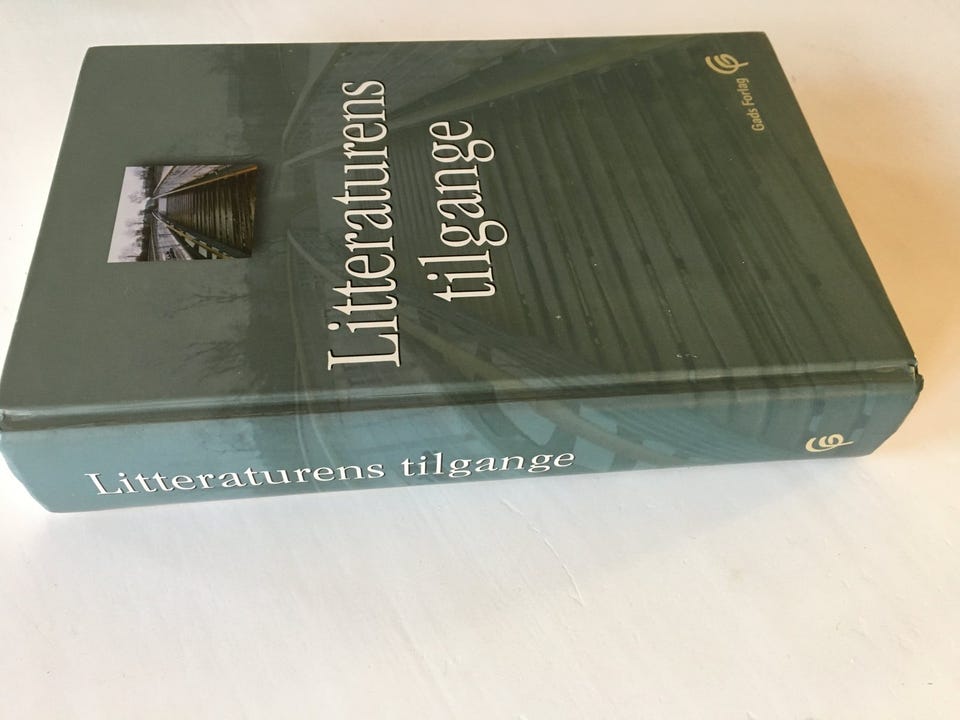 Litteraturens
tilgange
Gads Forlag
Litteraturens tilgange